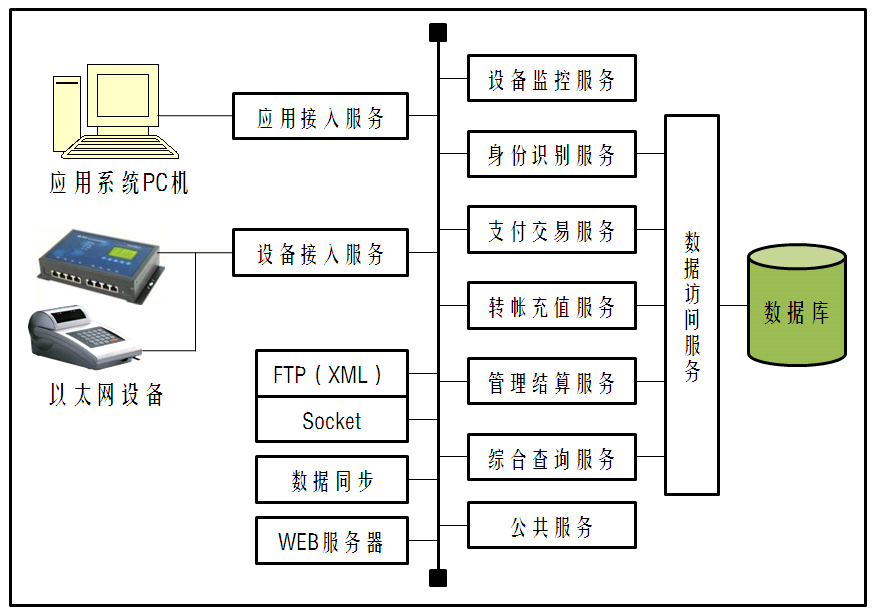 应用系统PC机
以太网设备
应用接入服务
设备接入服务
FTP（XML）
Socket
数据同步
WEB服务器
设备监控服务
身份识别服务
支付交易服务
转帐充值服务
管理结算服务
综合查询服务
公共服务
数据访问服务
数据库